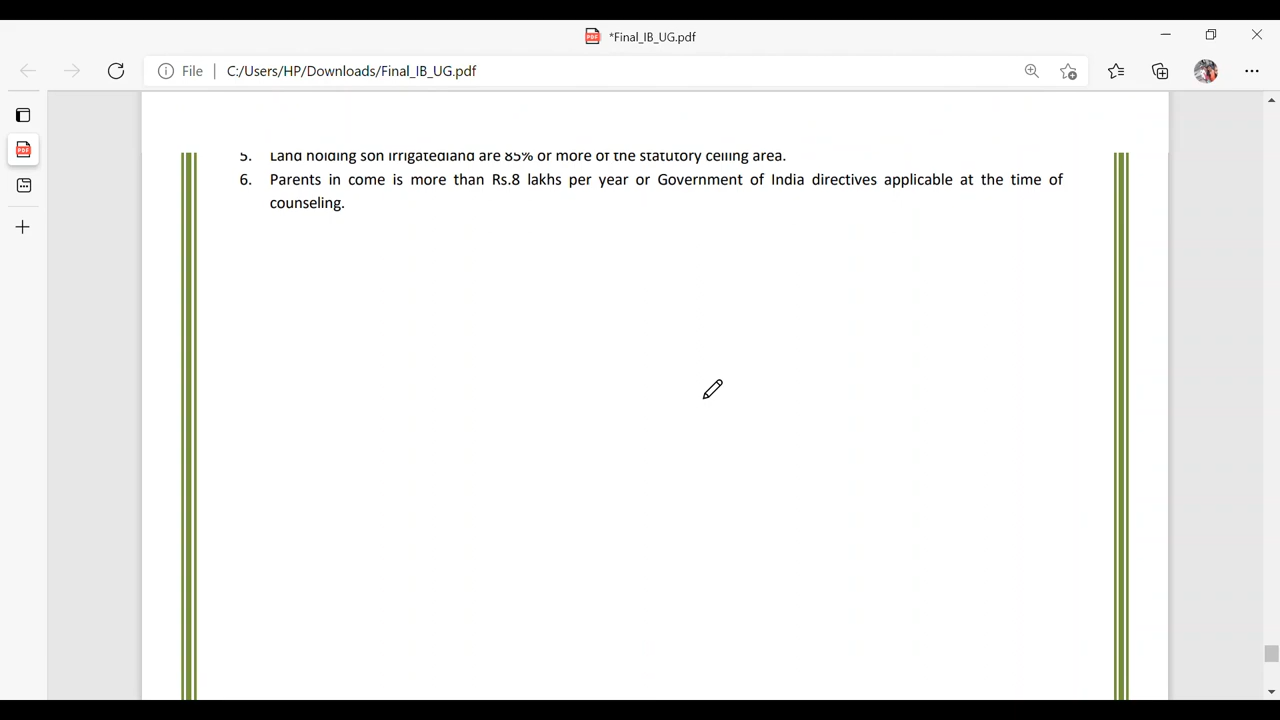 *Final_IB_UG.pdf
File | C:/Users/HP/Downloads/Final_IB_UG.pdf
5. Land holding son irrigatedland are 85% or more of the statutory ceiling area.
6. Parents in come is more than Rs.8 lakhs per year or Government of India directives applicable at the time of
counseling.